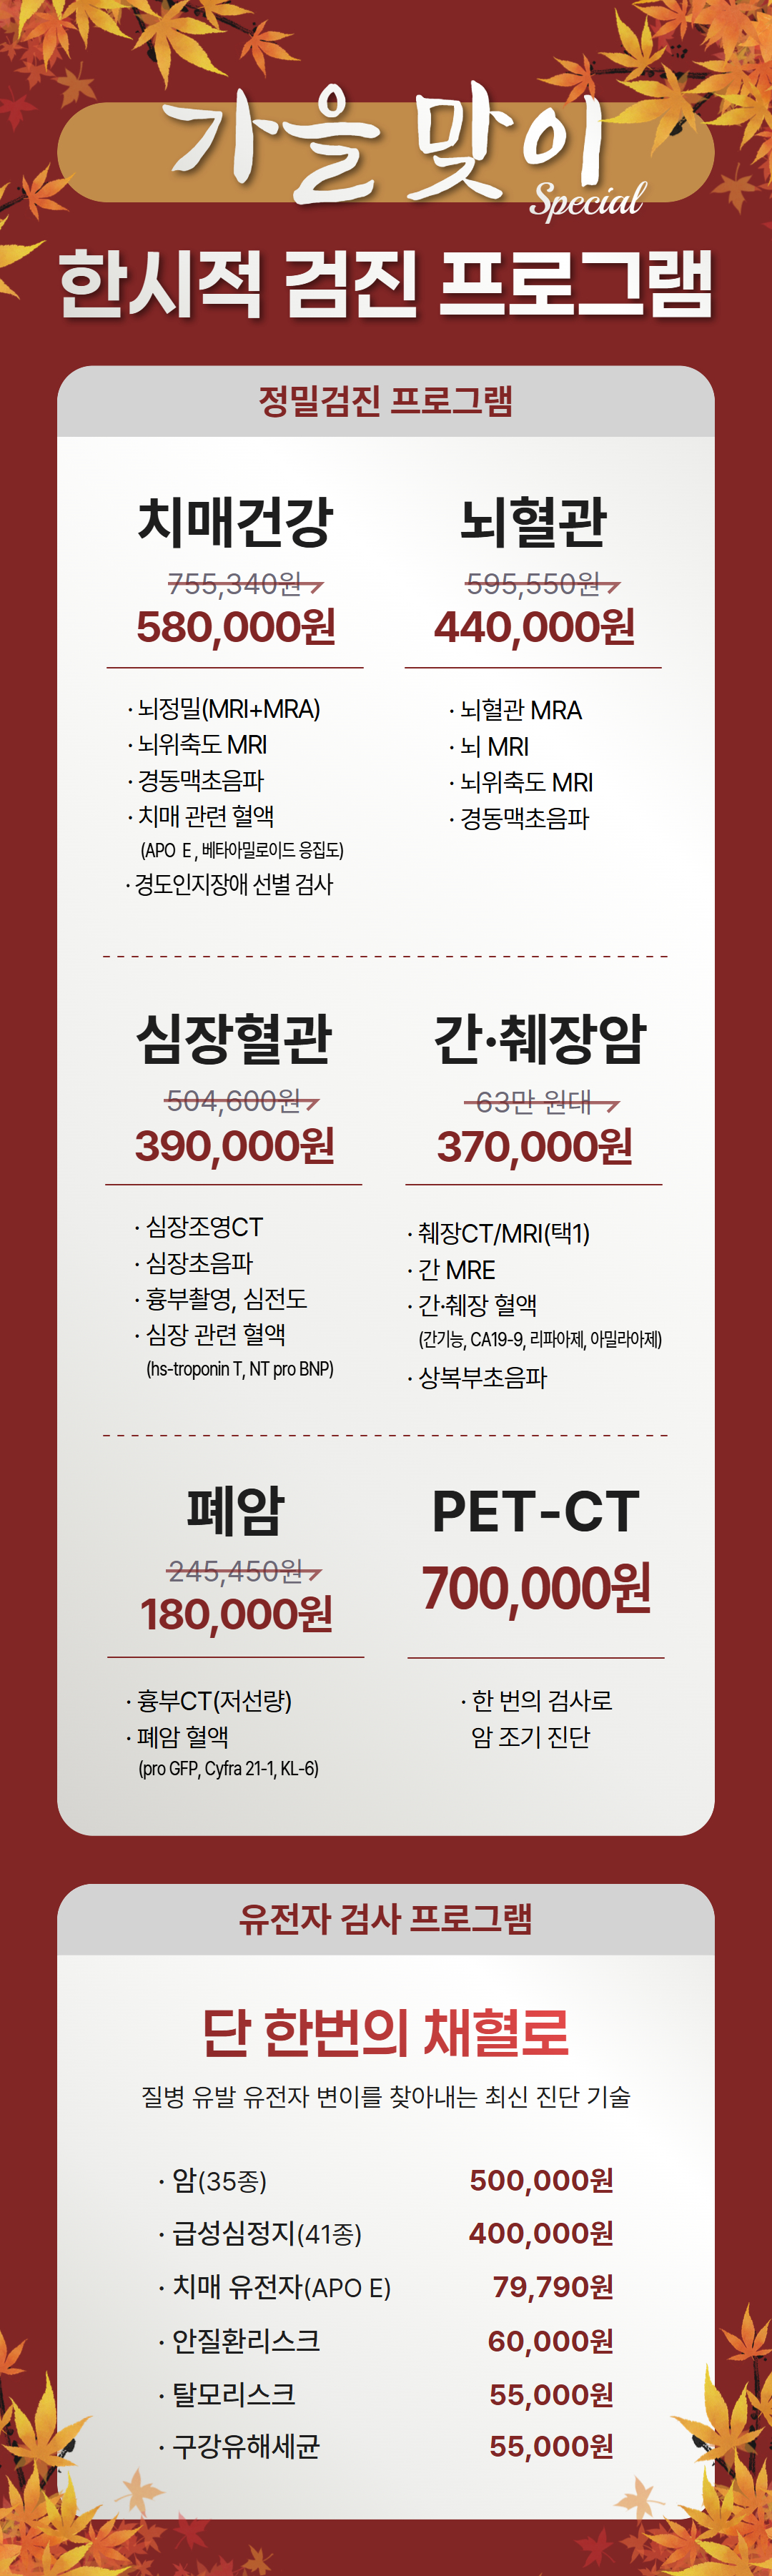 가을 맞이
Special
한시적 검진 프로그램
정밀검진 프로그램
치매건강
755,340원
580,000원
· 뇌정밀(MRI+MRA)
· 뇌위축도 MRI
· 경동맥초음파
· 치매 관련 혈액
(APO E , 베타아밀로이드 응집도)
· 경도인지장애 선별 검사
뇌혈관
595,550원
440,000원
· 뇌혈관 MRA
· 뇌 MRI
· 뇌위축도 MRI
· 경동맥초음파
심장혈관
504,600원
390,000원
· 심장조영CT
· 심장초음파
· 흉부촬영, 심전도
· 심장 관련 혈액
(hs-troponin T, NT pro BNP)
간·췌장암
63만 원대
370,000원
· 췌장CT/MRI(택1)
· 간 MRE
· 간·췌장 혈액
(간기능, CA19-9, 리파아제, 아밀라아제)
· 상복부초음파
폐암
245,450원
180,000원
· 흉부CT(저선량)
· 폐암 혈액
(pro GFP, Cyfra 21-1, KL-6)
PET-CT
700,000원
· 한 번의 검사로
암 조기 진단
유전자 검사 프로그램
단 한번의 채혈로
질병 유발 유전자 변이를 찾아내는 최신 진단 기술
· 암(35종) 500,000원
· 급성심정지(41종) 400,000원
· 치매 유전자(APO E) 79,790원
· 안질환리스크 60,000원
· 탈모리스크 55,000원
· 구강유해세균 55,000원